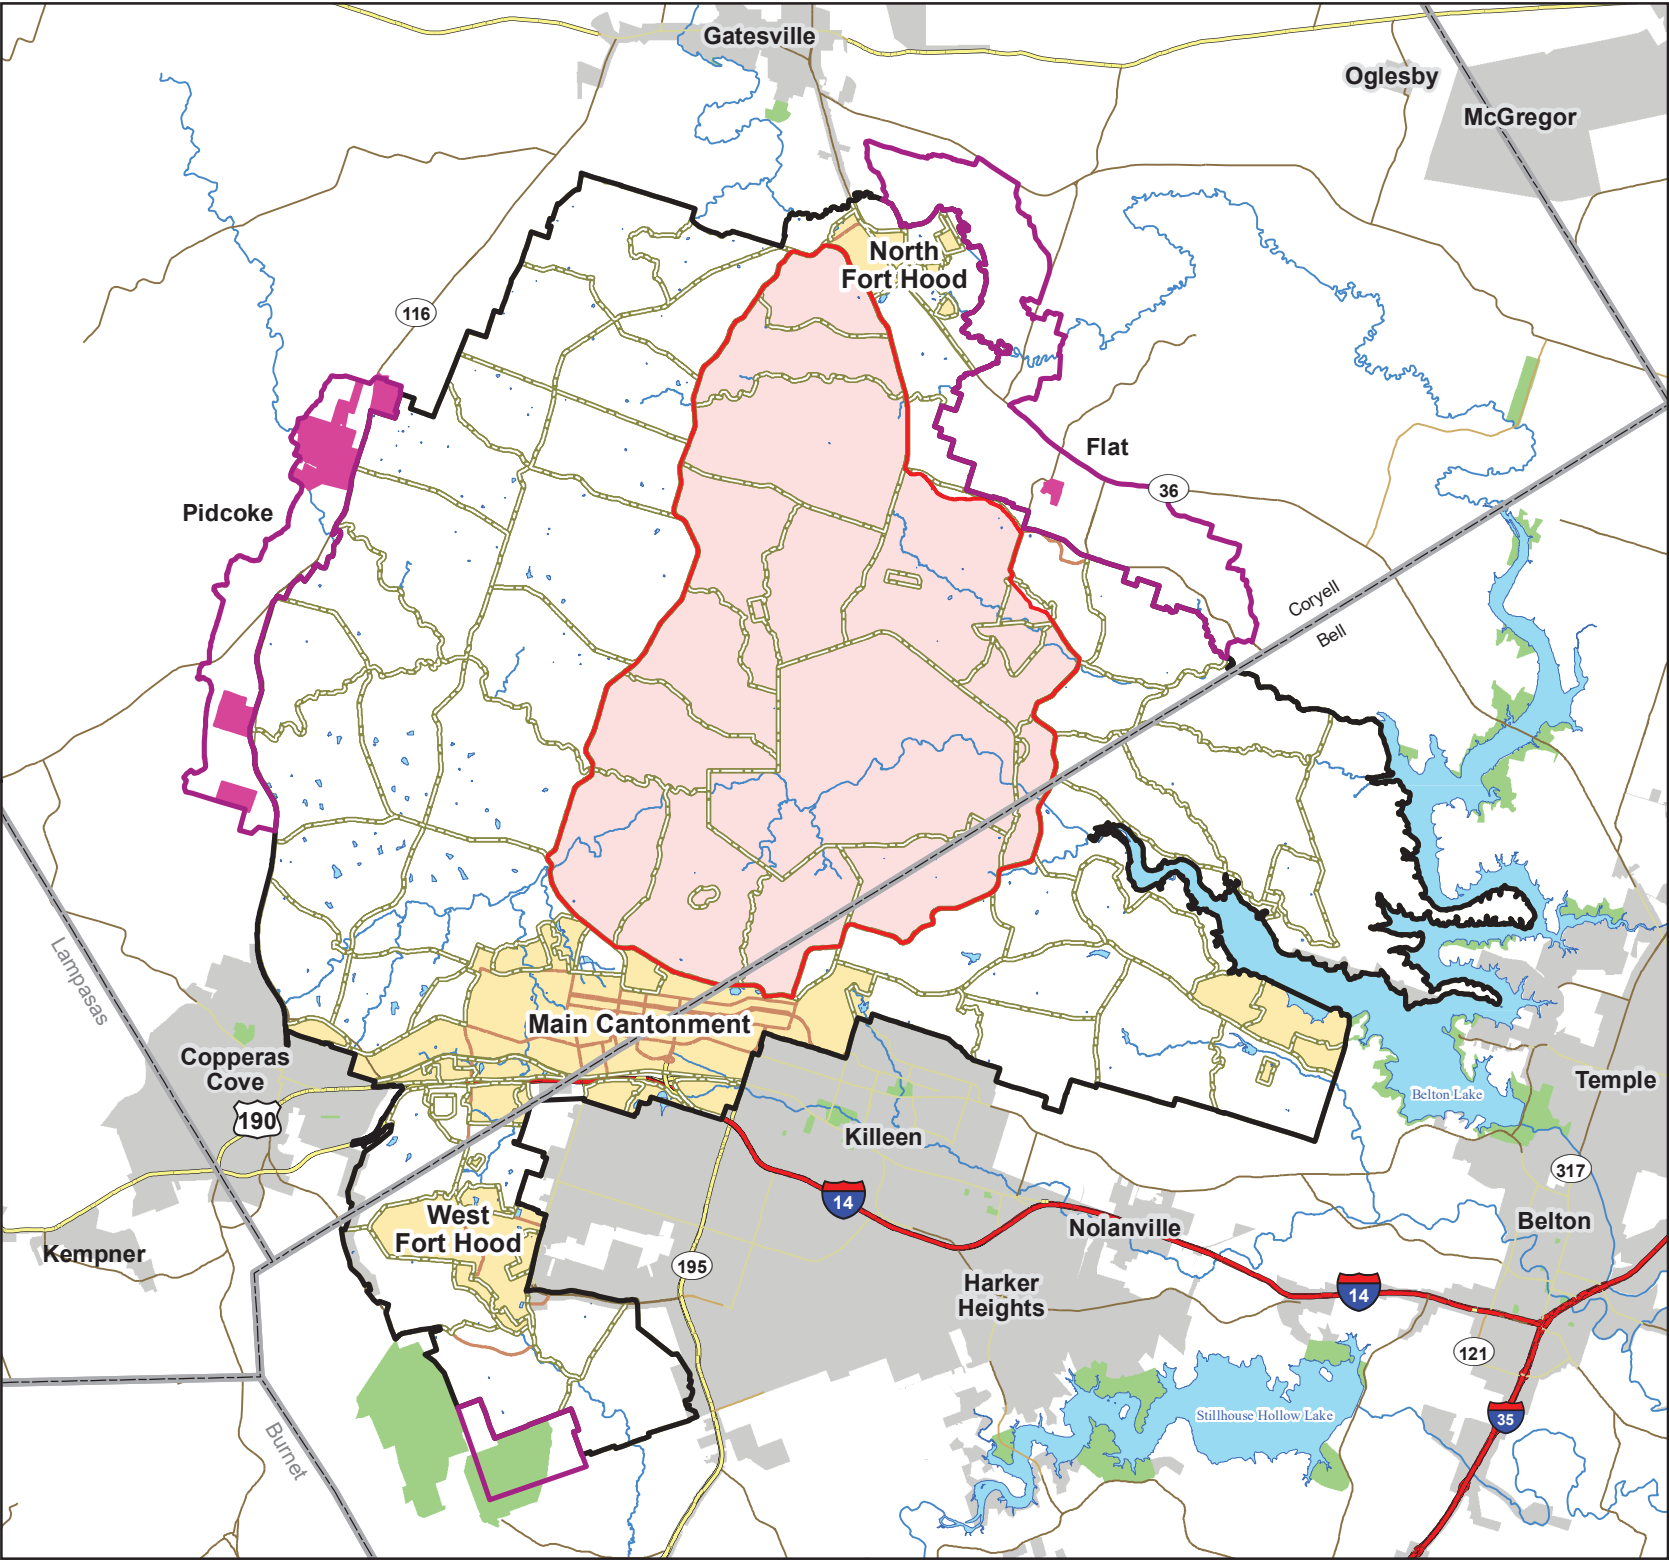 Gatesville
Oglesby
McGregor
North
Fort Hood
116
Flat
36
Pidcoke
Coryell
Bell
Lampasas
Main Cantonment
Copperas
Cove
190
Temple
Belton Lake
Killeen
317
14
West
Fort Hood
Nolanville
Belton
Kempner
195
Harker
Heights
14
121
Stillhouse Hollow Lake
35
Burnet